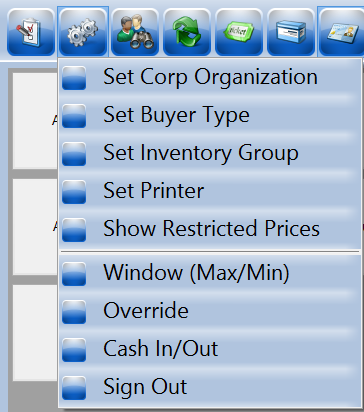 ticket
Set Corp Organization
Set Buyer Type
Set Inventory Group
Set Printer
Show Restricted Prices
Window (Max/Min)
Override
Cash In/Out
Sign Out